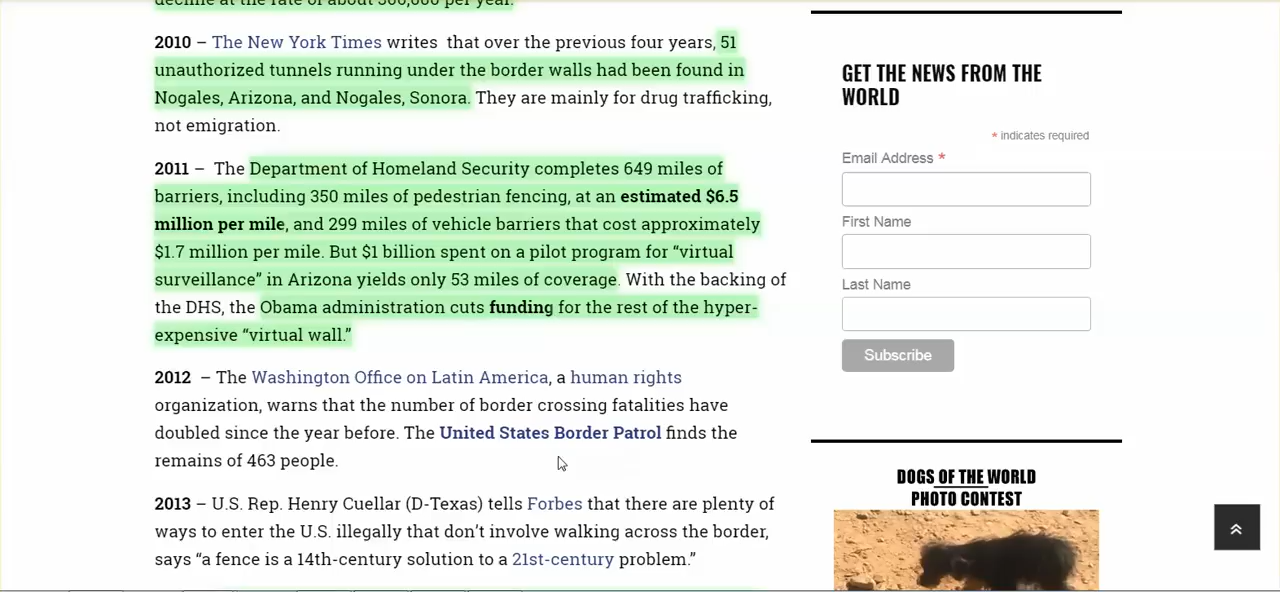 decline at the rate of about 500,000 per year.
2010 – The New York Times writes that over the previous four years, 51
unauthorized tunnels running under the border walls had been found in
Nogales, Arizona, and Nogales, Sonora. They are mainly for drug trafficking,
not emigration.
2011 – The Department of Homeland Security completes 649 miles of
barriers, including 350 miles of pedestrian fencing, at an estimated $6.5
million per mile, and 299 miles of vehicle barriers that cost approximately
$1.7 million per mile. But $1 billion spent on a pilot program for “virtual
surveillance” in Arizona yields only 53 miles of coverage. With the backing of
the DHS, the Obama administration cuts funding for the rest of the hyper-
expensive “virtual wall.”
2012 – The Washington Office on Latin America, a human rights
organization, warns that the number of border crossing fatalities have
doubled since the year before. The United States Border Patrol finds the
remains of 463 people.
2013 – U.S. Rep. Henry Cuellar (D-Texas) tells Forbes that there are plenty of
ways to enter the U.S. illegally that don’t involve walking across the border,
says “a fence is a 14th-century solution to a 21st-century problem.”
GET THE NEWS FROM THE
WORLD
* indicates required
Email Address *
First Name
Last Name
Subscribe
DOGS OF THE WORLD
PHOTO CONTEST